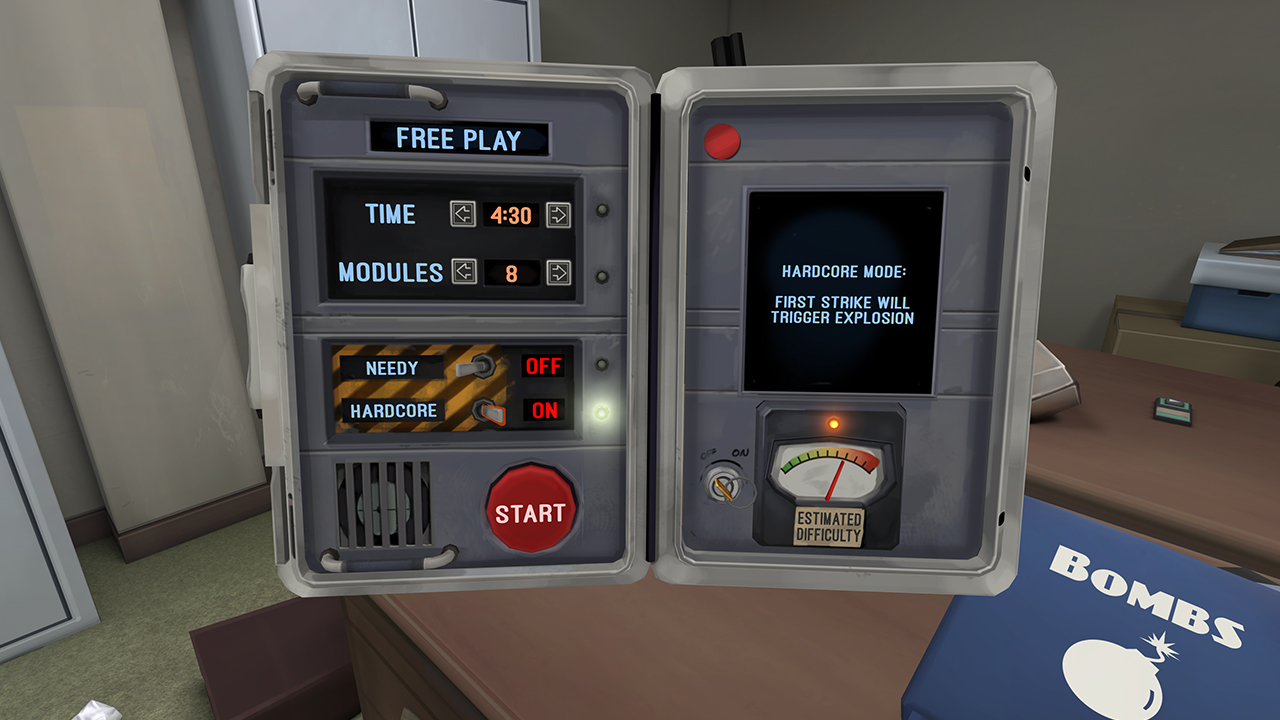 FREE PLAY
TIME 4:30
MODULES 8
NEEDY OFF
HARDCORE ON
START
HARDCORE MODE:
FIRST STRIKE WILL
TRIGGER EXPLOSION
OFF ON
ESTIMATED
DIFFICULTY
BOMBS